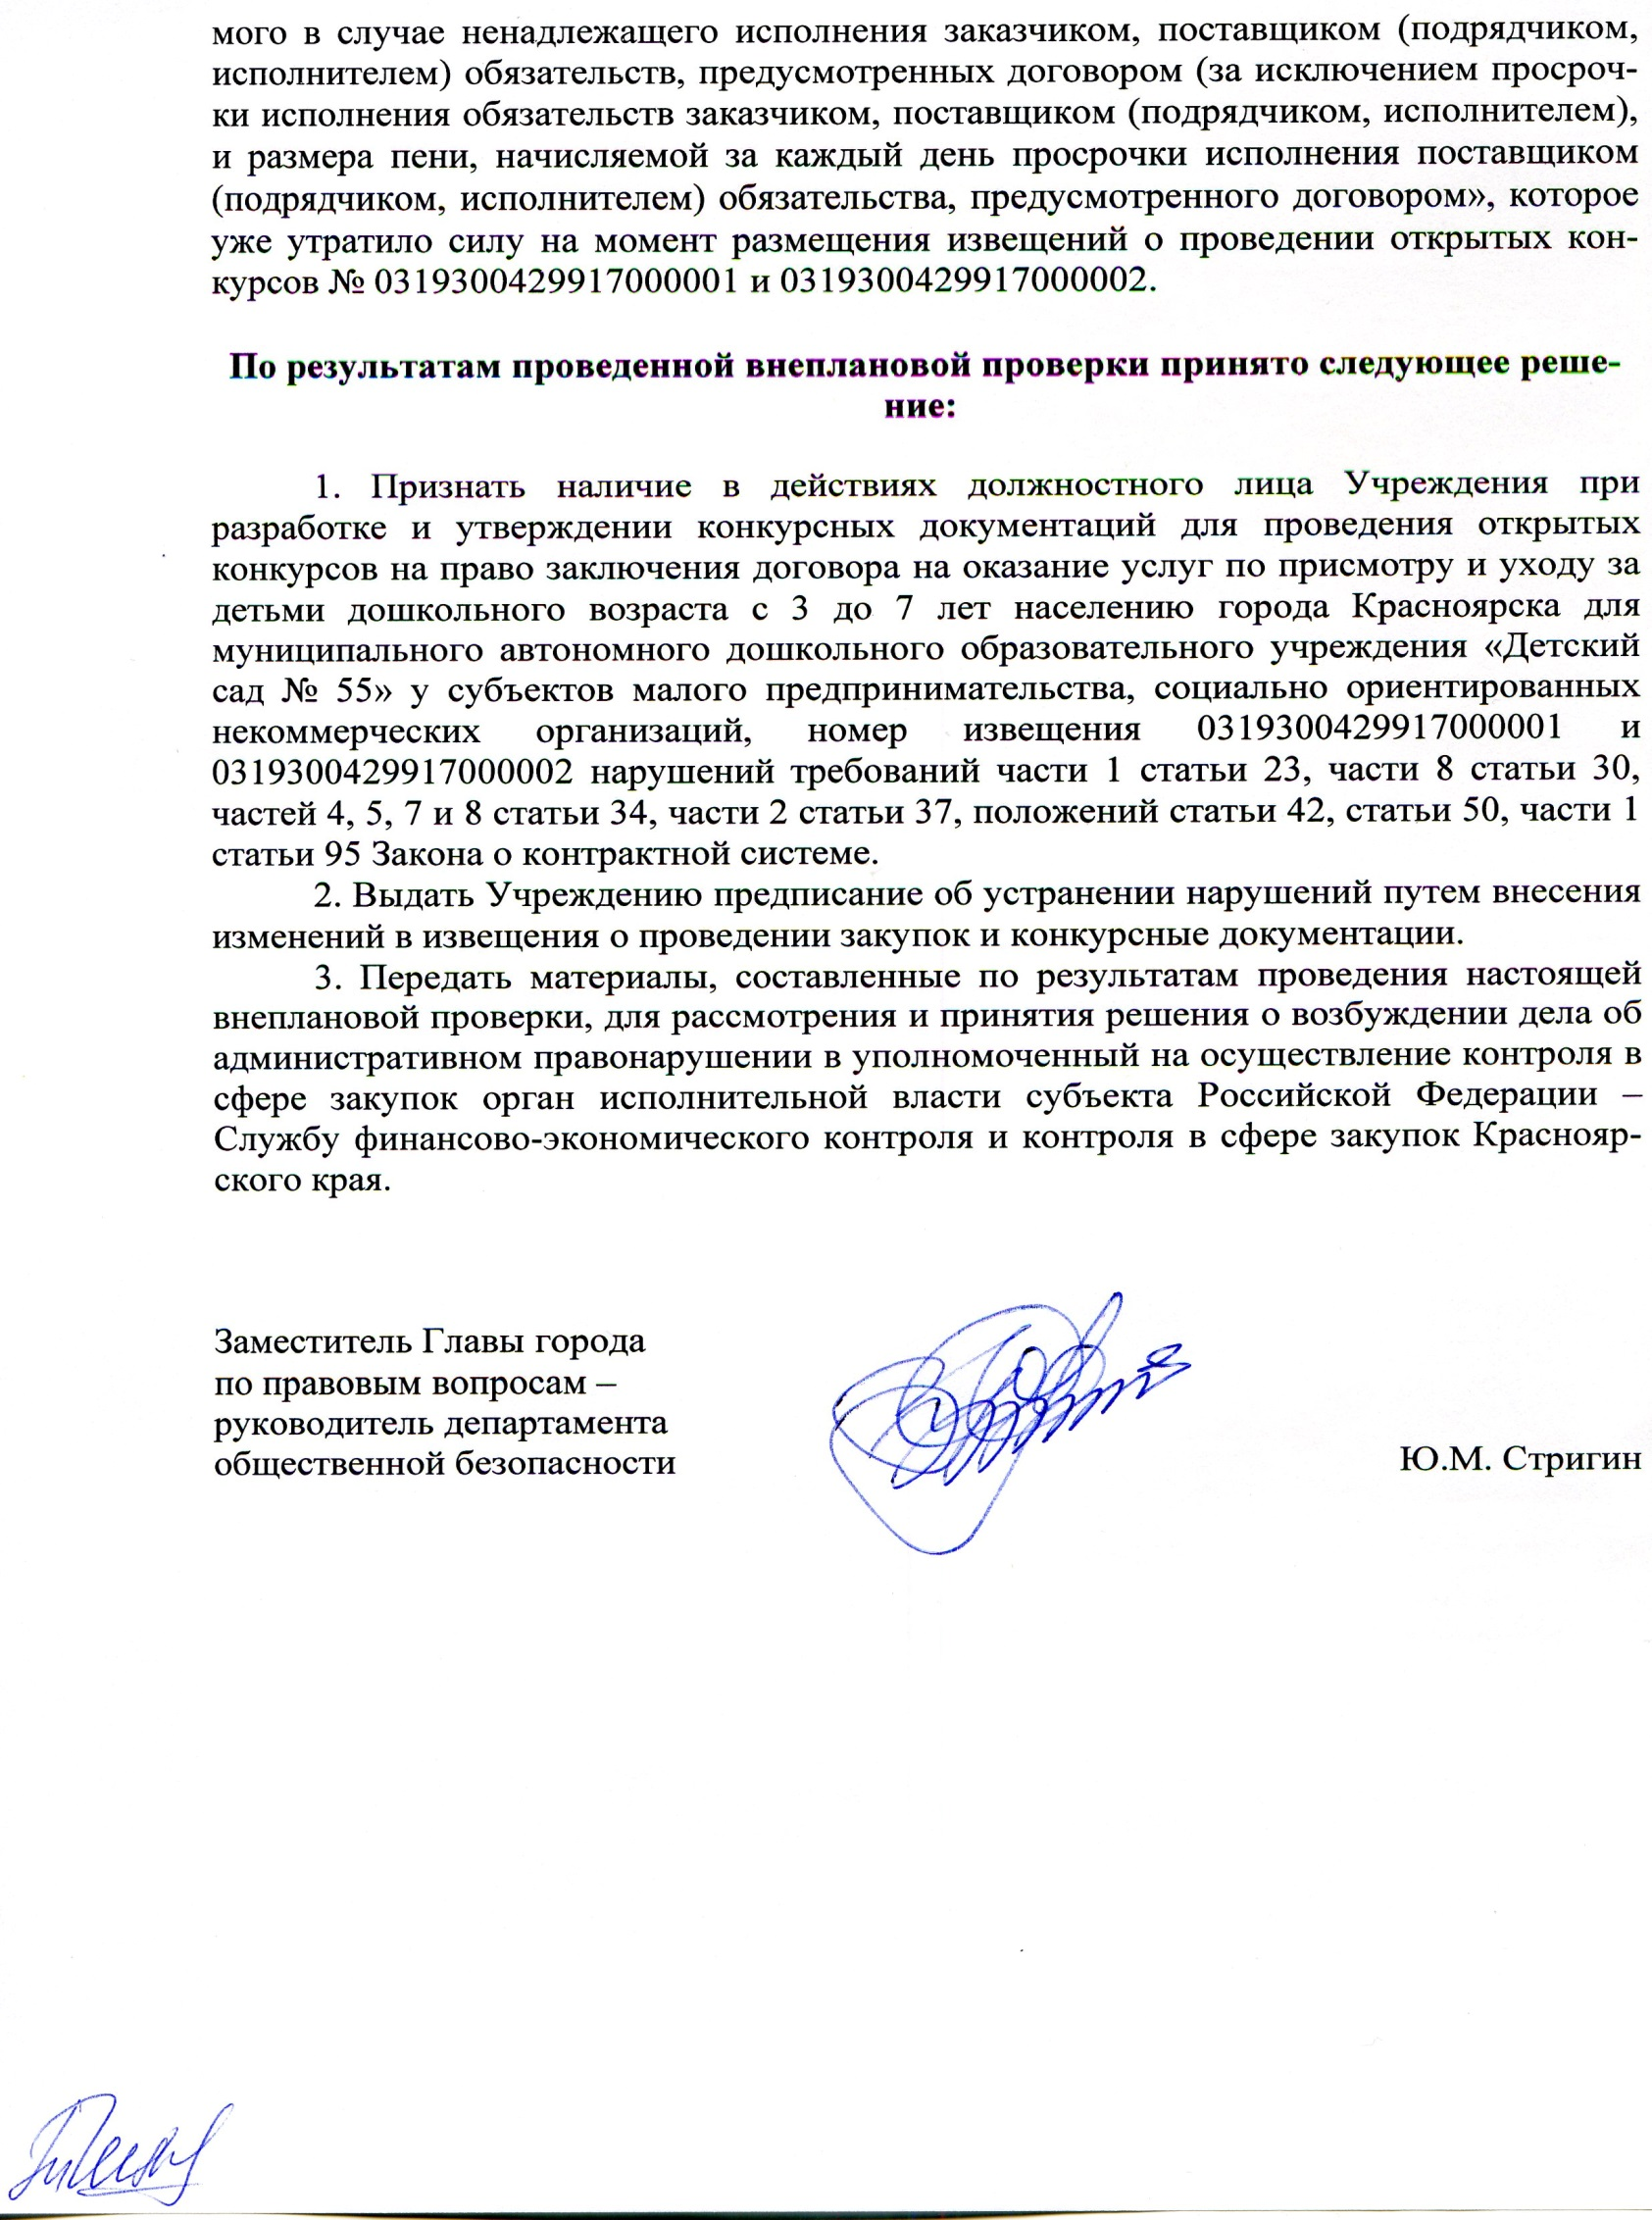 мого в случае ненадлежащего исполнения заказчиком, поставщиком (подрядчиком,
исполнителем) обязательств, предусмотренных договором (за исключением просроч-
ки исполнения обязательств заказчиком, поставщиком (подрядчиком, исполнителем),
и размера пени, начисляемой за каждый день просрочки исполнения поставщиком
(подрядчиком, исполнителем) обязательства, предусмотренного договором», которое
уже утратило силу на момент размещения извещений о проведении открытых кон-
курсов № 0319300429917000001 и 0319300429917000002.
По результатам проведенной внеплановой проверки принято следующее реше-
ние:
1. Признать наличие в действиях должностного лица Учреждения при
разработке и утверждении конкурсных документаций для проведения открытых
конкурсов на право заключения договора на оказание услуг по присмотру и уходу за
детьми дошкольного возраста с 3 до 7 лет населению города Красноярска для
муниципального автономного дошкольного образовательного учреждения «Детский
сад № 55» у субъектов малого предпринимательства, социально ориентированных
некоммерческих организаций, номер извещения 0319300429917000001 и
0319300429917000002 нарушений требований части 1 статьи 23, части 8 статьи 30,
частей 4, 5, 7 и 8 статьи 34, части 2 статьи 37, положений статьи 42, статьи 50, части 1
статьи 95 Закона о контрактной системе.
2. Выдать Учреждению предписание об устранении нарушений путем внесения
изменений в извещения о проведении закупок и конкурсные документации.
3. Передать материалы, составленные по результатам проведения настоящей
внеплановой проверки, для рассмотрения и принятия решения о возбуждении дела об
административном правонарушении в уполномоченный на осуществление контроля в
сфере закупок орган исполнительной власти субъекта Российской Федерации –
Службу финансово-экономического контроля и контроля в сфере закупок Краснояр-
ского края.
Заместитель Главы города
по правовым вопросам –
руководитель департамента
общественной безопасности
Ю.М. Стригин